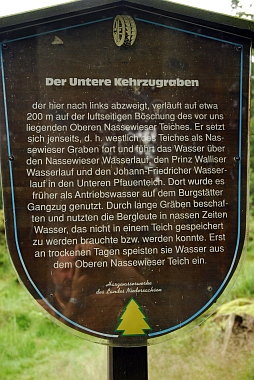 Der Untere Kehrzugraben
der hier nach links abzweigt, verläuft auf etwa
200 m auf der luftseitigen Böschung des vor uns
liegenden Oberen Nassewieser Teiches. Er setzt
sich jenseits, d. h. westlich des Teiches als Nas-
sewieser Graben fort und führt das Wasser über
den Nassewieser Wasserlauf, den Prinz Walliser
Wasserlauf und den Johann-Friedricher Wasser-
lauf in den Unteren Pfauenteich. Dort wurde es
früher als Antriebswasser auf dem Burgstätter
Gangzug genutzt. Durch lange Gräben beschaf-
ten und nutzten die Bergleute in nassen Zeiten
Wasser, das nicht in einem Teich gespeichert
zu werden brauchte bzw. werden konnte. Erst
an trockenen Tagen speisten sie Wasser aus
dem Oberen Nassewieser Teich ein.
Harzwasserwerke
des Landes Niedersachsen